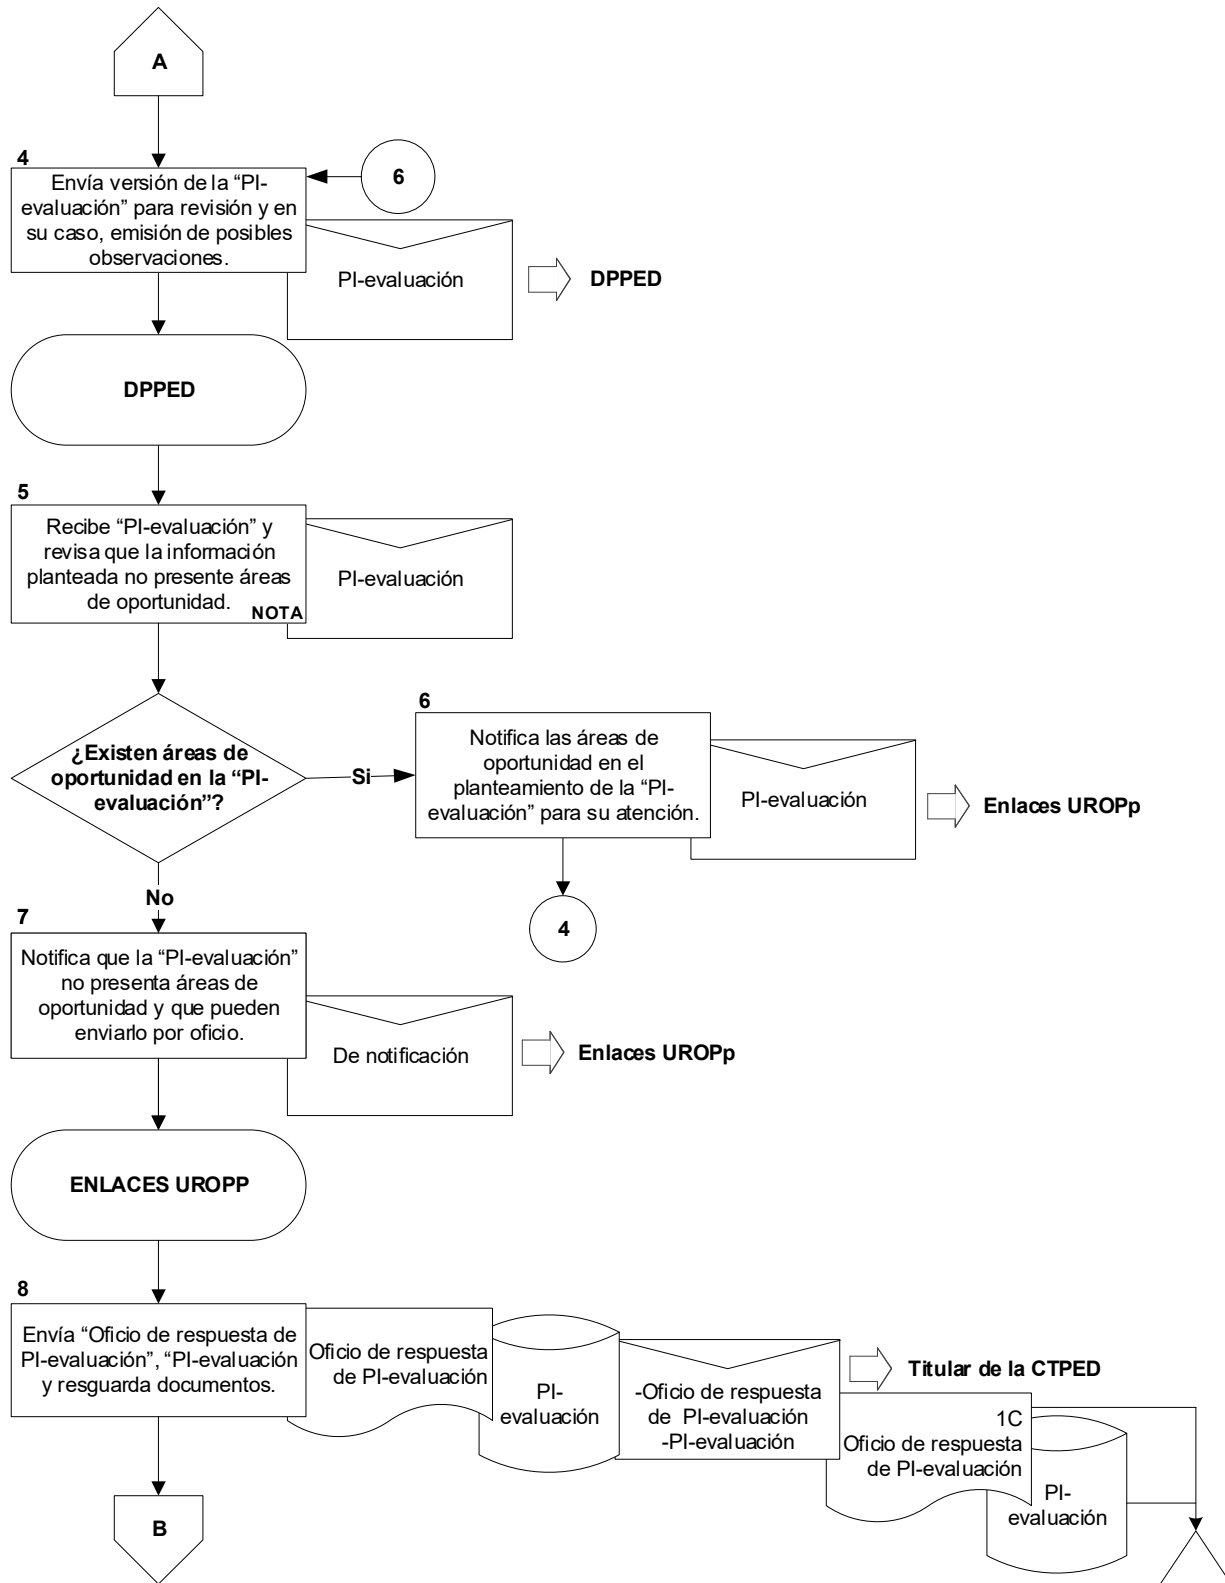 A
4
6
Envía versión de la “PI-
evaluación” para revisión y en
su caso, emisión de posibles
observaciones.
PI-evaluación
DPPED
DPPED
5
Recibe “PI-evaluación” y
revisa que la información
planteada no presente áreas
de oportunidad.
NOTA
PI-evaluación
¿Existen áreas de
oportunidad en la “PI-
evaluación”?
Si
6
Notifica las áreas de
oportunidad en el
planteamiento de la “PI-
evaluación” para su atención.
PI-evaluación
Enlaces UROPp
4
No
7
Notifica que la “PI-evaluación”
no presenta áreas de
oportunidad y que pueden
enviarlo por oficio.
De notificación
Enlaces UROPp
ENLACES UROPP
8
Envía “Oficio de respuesta de
PI-evaluación”, “PI-evaluación
y resguarda documentos.
Oficio de respuesta
de PI-evaluación
PI-
evaluación
-Oficio de respuesta
de PI-evaluación
-PI-evaluación
Titular de la CTPED
1C
Oficio de respuesta
de PI-evaluación
PI-
evaluación
B